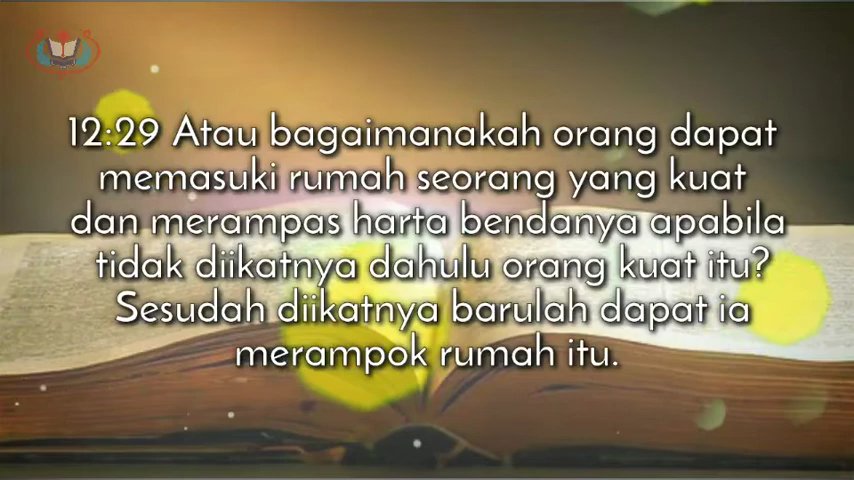 12:29 Atau bagaimanakah orang dapat
memasuki rumah seorang yang kuat
dan merampas harta bendanya apabila
tidak diikatnya dahulu orang kuat itu?
Sesudah diikatnya barulah dapat ia
merampok rumah itu.